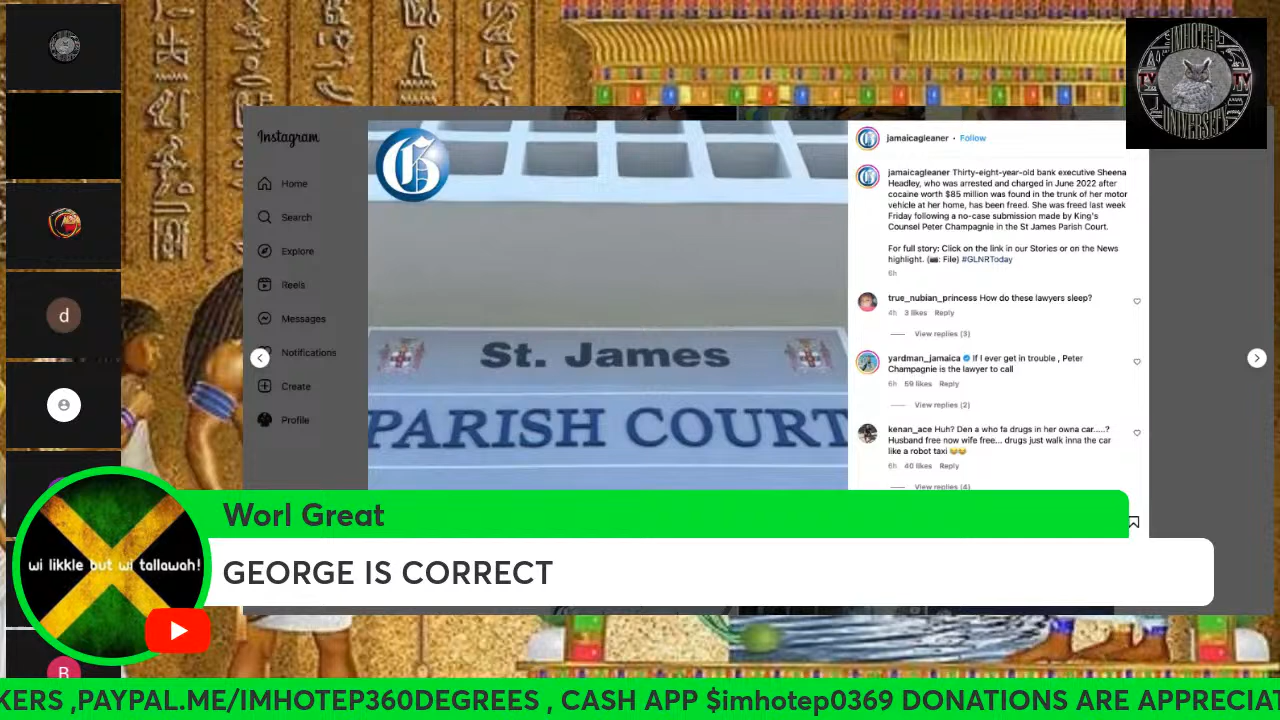 IMHOTEP
TV TV
UNIVERSITY
Instagram
Home
Search
Explore
Reels
Messages
Notifications
Create
Profile
G
St. James
PARISH COURT
jamaicagleaner • Follow
jamaicagleaner Thirty-eight-year-old bank executive Sheena
Headley, who was arrested and charged in June 2022 after
cocaine worth $85 million was found in the trunk of her motor
vehicle at her home, has been freed. She was freed last week
Friday following a no-case submission made by King's
Counsel Peter Champagnie in the St James Parish Court.
For full story: Click on the link in our Stories or on the News
highlight. (📷: File) #GLNRToday
6h
true_nubian_princess How do these lawyers sleep?
4h 3 likes Reply
View replies (3)
yardman_jamaica If I ever get in trouble , Peter
Champagnie is the lawyer to call
6h 59 likes Reply
View replies (2)
kenan_ace Huh? Den a who fa drugs in her owna car.....?
Husband free now wife free... drugs just walk inna the car
like a robot taxi 😂😂
6h 40 likes Reply
View replies (4)
d
wi likkle but wi tallawah!
Worl Great
GEORGE IS CORRECT
B
KERS ,PAYPAL.ME/IMHOTEP360DEGREES , CASH APP $imhotep0369 DONATIONS ARE APPRECIAT